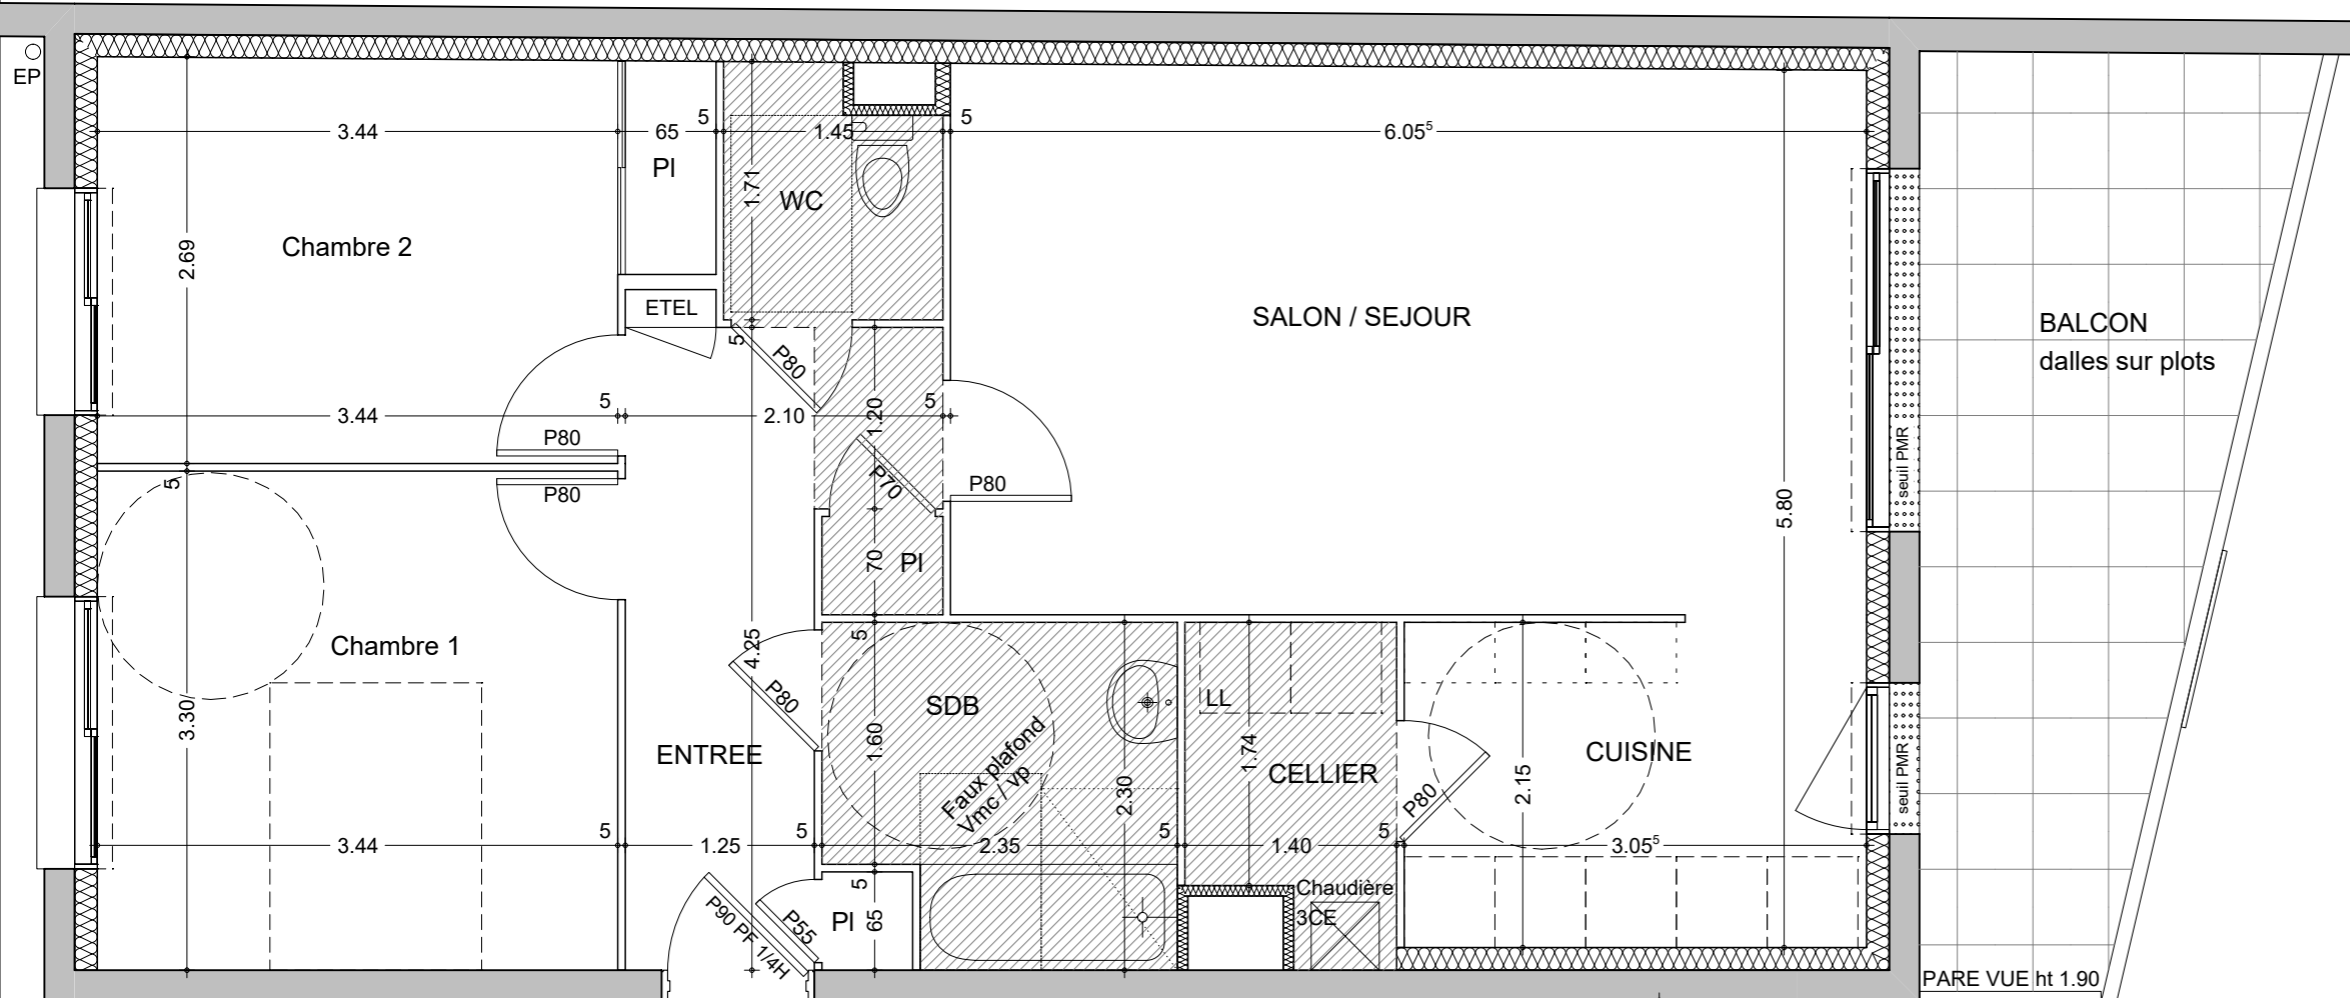 EP
3.44
65
5
1.45
5
6.05⁵
Pl
1.71
WC
Chambre 2
2.69
ETEL
5
P80
SALON / SEJOUR
BALCON
dalles sur plots
3.44
5
2.10
1.20
5
P80
P70
P80
P80
seuil PMR
5
5.80
70
Pl
Chambre 1
4.25
5
P80
SDB
LL
3.30
ENTREE
1.60
Faux plafond
Vmc / vp
2.30
1.74
CELLIER
CUISINE
2.15
P80
seuil PMR
3.44
5
1.25
5
2.35
5
1.40
5
3.05⁵
P90 PF 1/4H
P55
Pl
5
65
Chaudière
3CE
PARE VUE ht 1.90